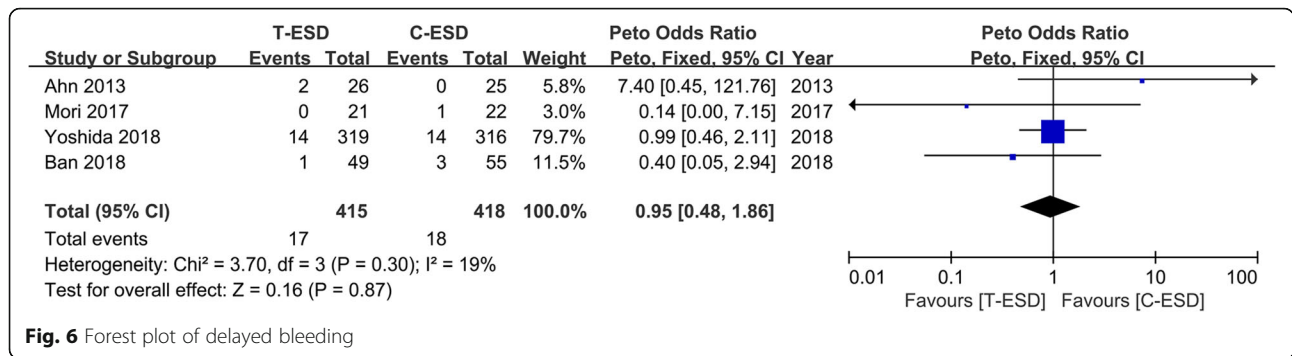 T-ESD C-ESD Peto Odds Ratio Peto Odds Ratio
Study or Subgroup Events Total Events Total Weight Peto, Fixed, 95% CI Year Peto, Fixed, 95% CI
Ahn 2013 2 26 0 25 5.8% 7.40 [0.45, 121.76] 2013
Mori 2017 0 21 1 22 3.0% 0.14 [0.00, 7.15] 2017
Yoshida 2018 14 319 14 316 79.7% 0.99 [0.46, 2.11] 2018
Ban 2018 1 49 3 55 11.5% 0.40 [0.05, 2.94] 2018
Total (95% CI) 415 418 100.0% 0.95 [0.48, 1.86]
Total events 17 18
Heterogeneity: Chi² = 3.70, df = 3 (P = 0.30); I² = 19%
Test for overall effect: Z = 0.16 (P = 0.87)
0.01 0.1 1 10 100
Favours [T-ESD] Favours [C-ESD]
Fig. 6 Forest plot of delayed bleeding